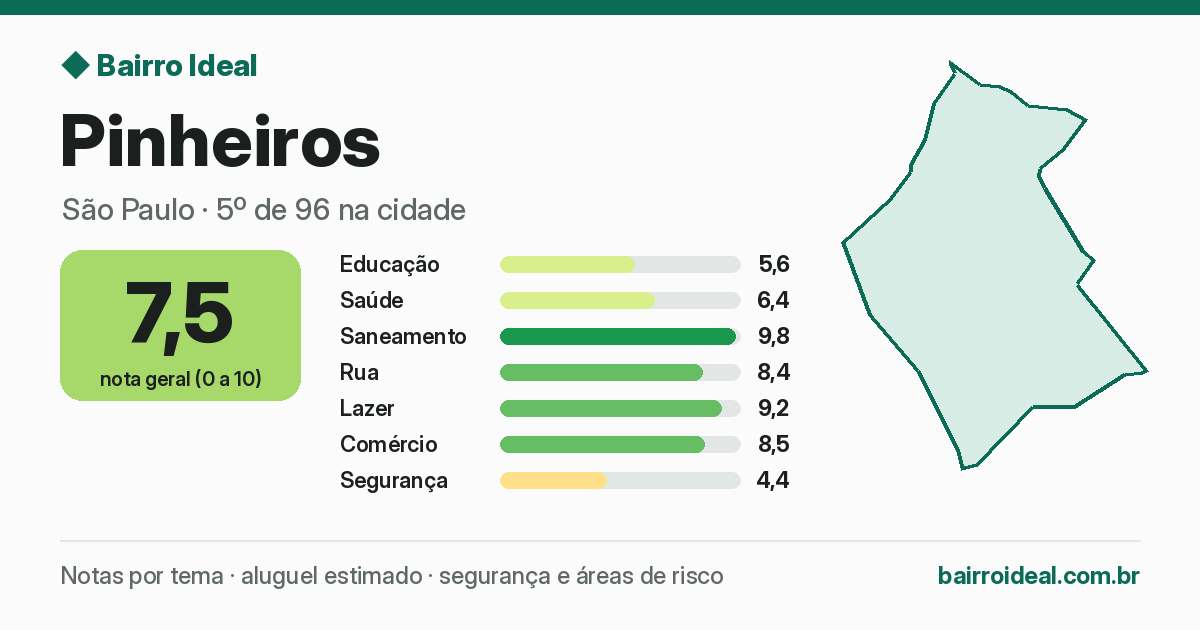 Bairro Ideal
Pinheiros
São Paulo · 5º de 96 na cidade
7,5
nota geral (0 a 10)
Educação 5,6
Saúde 6,4
Saneamento 9,8
Rua 8,4
Lazer 9,2
Comércio 8,5
Segurança 4,4
Notas por tema · aluguel estimado · segurança e áreas de risco
bairroideal.com.br